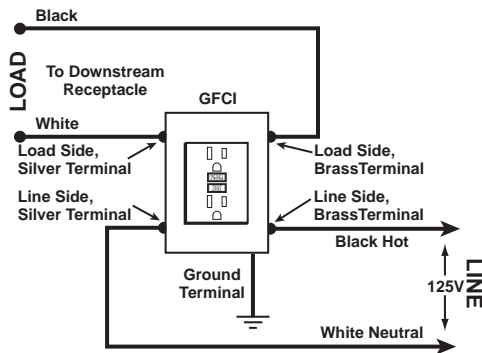 Black
LOAD
To Downstream
Receptacle
GFCI
White
Load Side,
Silver Terminal
Load Side,
BrassTerminal
Line Side,
Silver Terminal
Line Side,
BrassTerminal
Black Hot
Ground
Terminal
125V
LINE
White Neutral